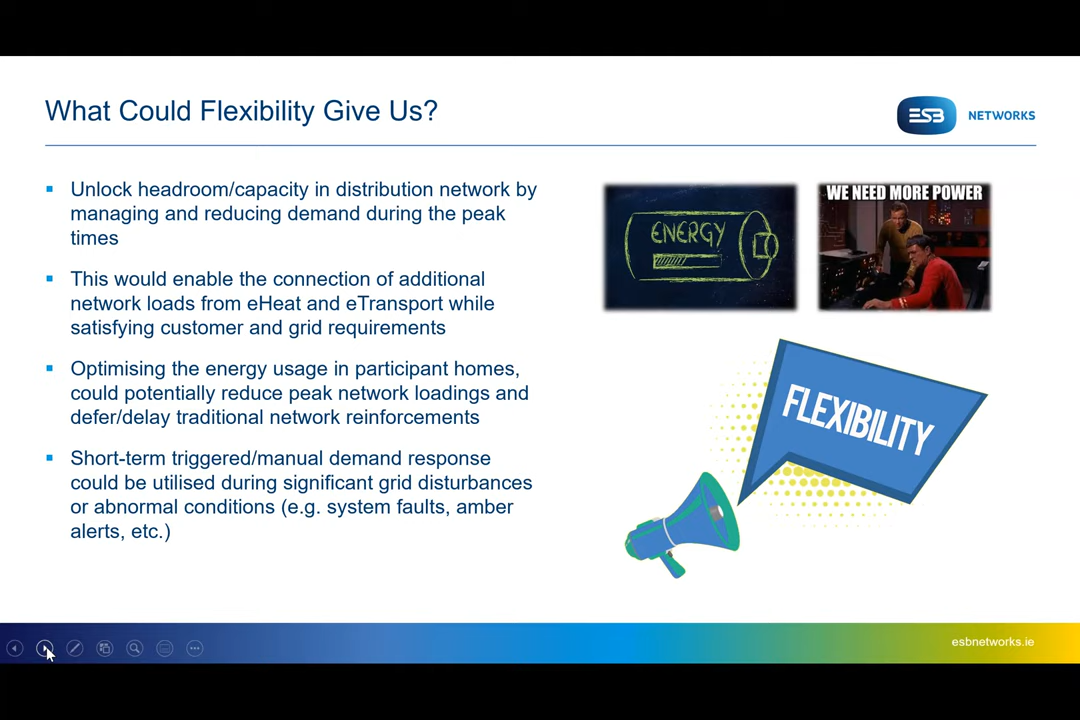 What Could Flexibility Give Us?
ESB NETWORKS
▪ Unlock headroom/capacity in distribution network by
managing and reducing demand during the peak
times
▪ This would enable the connection of additional
network loads from eHeat and eTransport while
satisfying customer and grid requirements
▪ Optimising the energy usage in participant homes,
could potentially reduce peak network loadings and
defer/delay traditional network reinforcements
▪ Short-term triggered/manual demand response
could be utilised during significant grid disturbances
or abnormal conditions (e.g. system faults, amber
alerts, etc.)
ENERGY
WE NEED MORE POWER
FLEXIBILITY
esbnetworks.ie